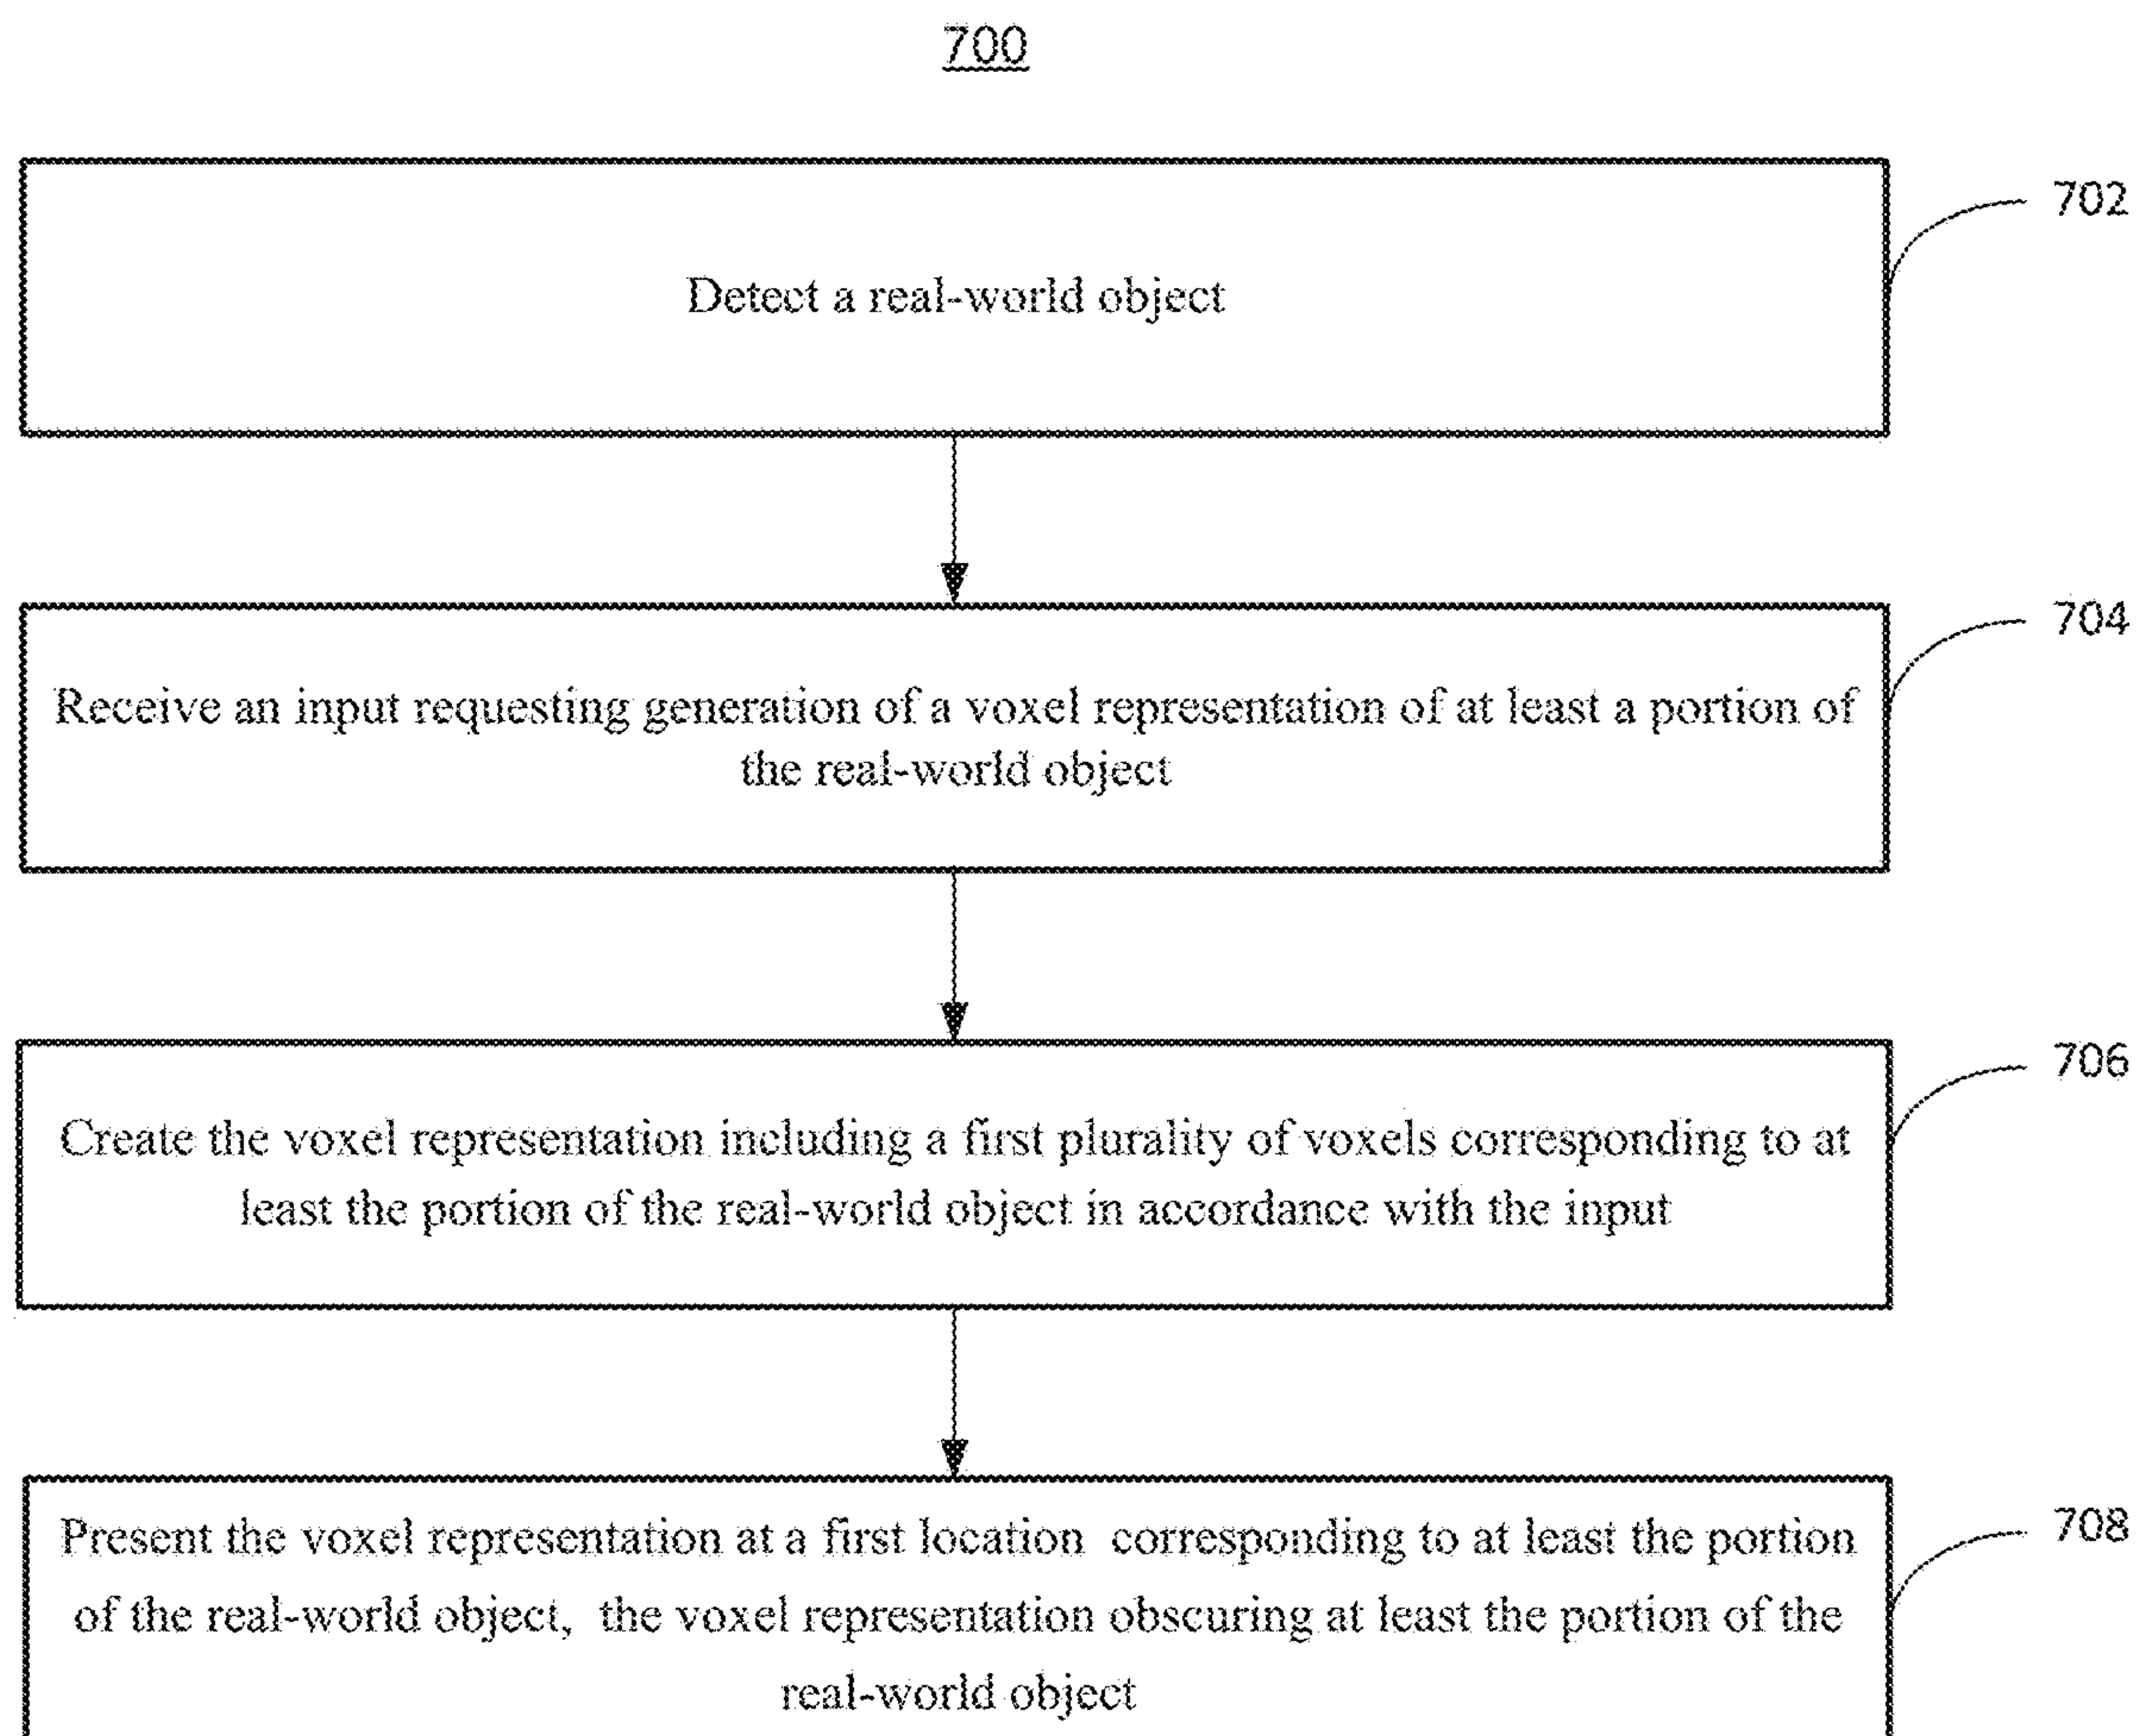 700
702
Detect a real-world object
704
Receive an input requesting generation of a voxel representation of at least a portion of
the real-world object
706
Create the voxel representation including a first plurality of voxels corresponding to at
least the portion of the real-world object in accordance with the input
708
Present the voxel representation at a first location corresponding to at least the portion
of the real-world object, the voxel representation obscuring at least the portion of the
real-world object